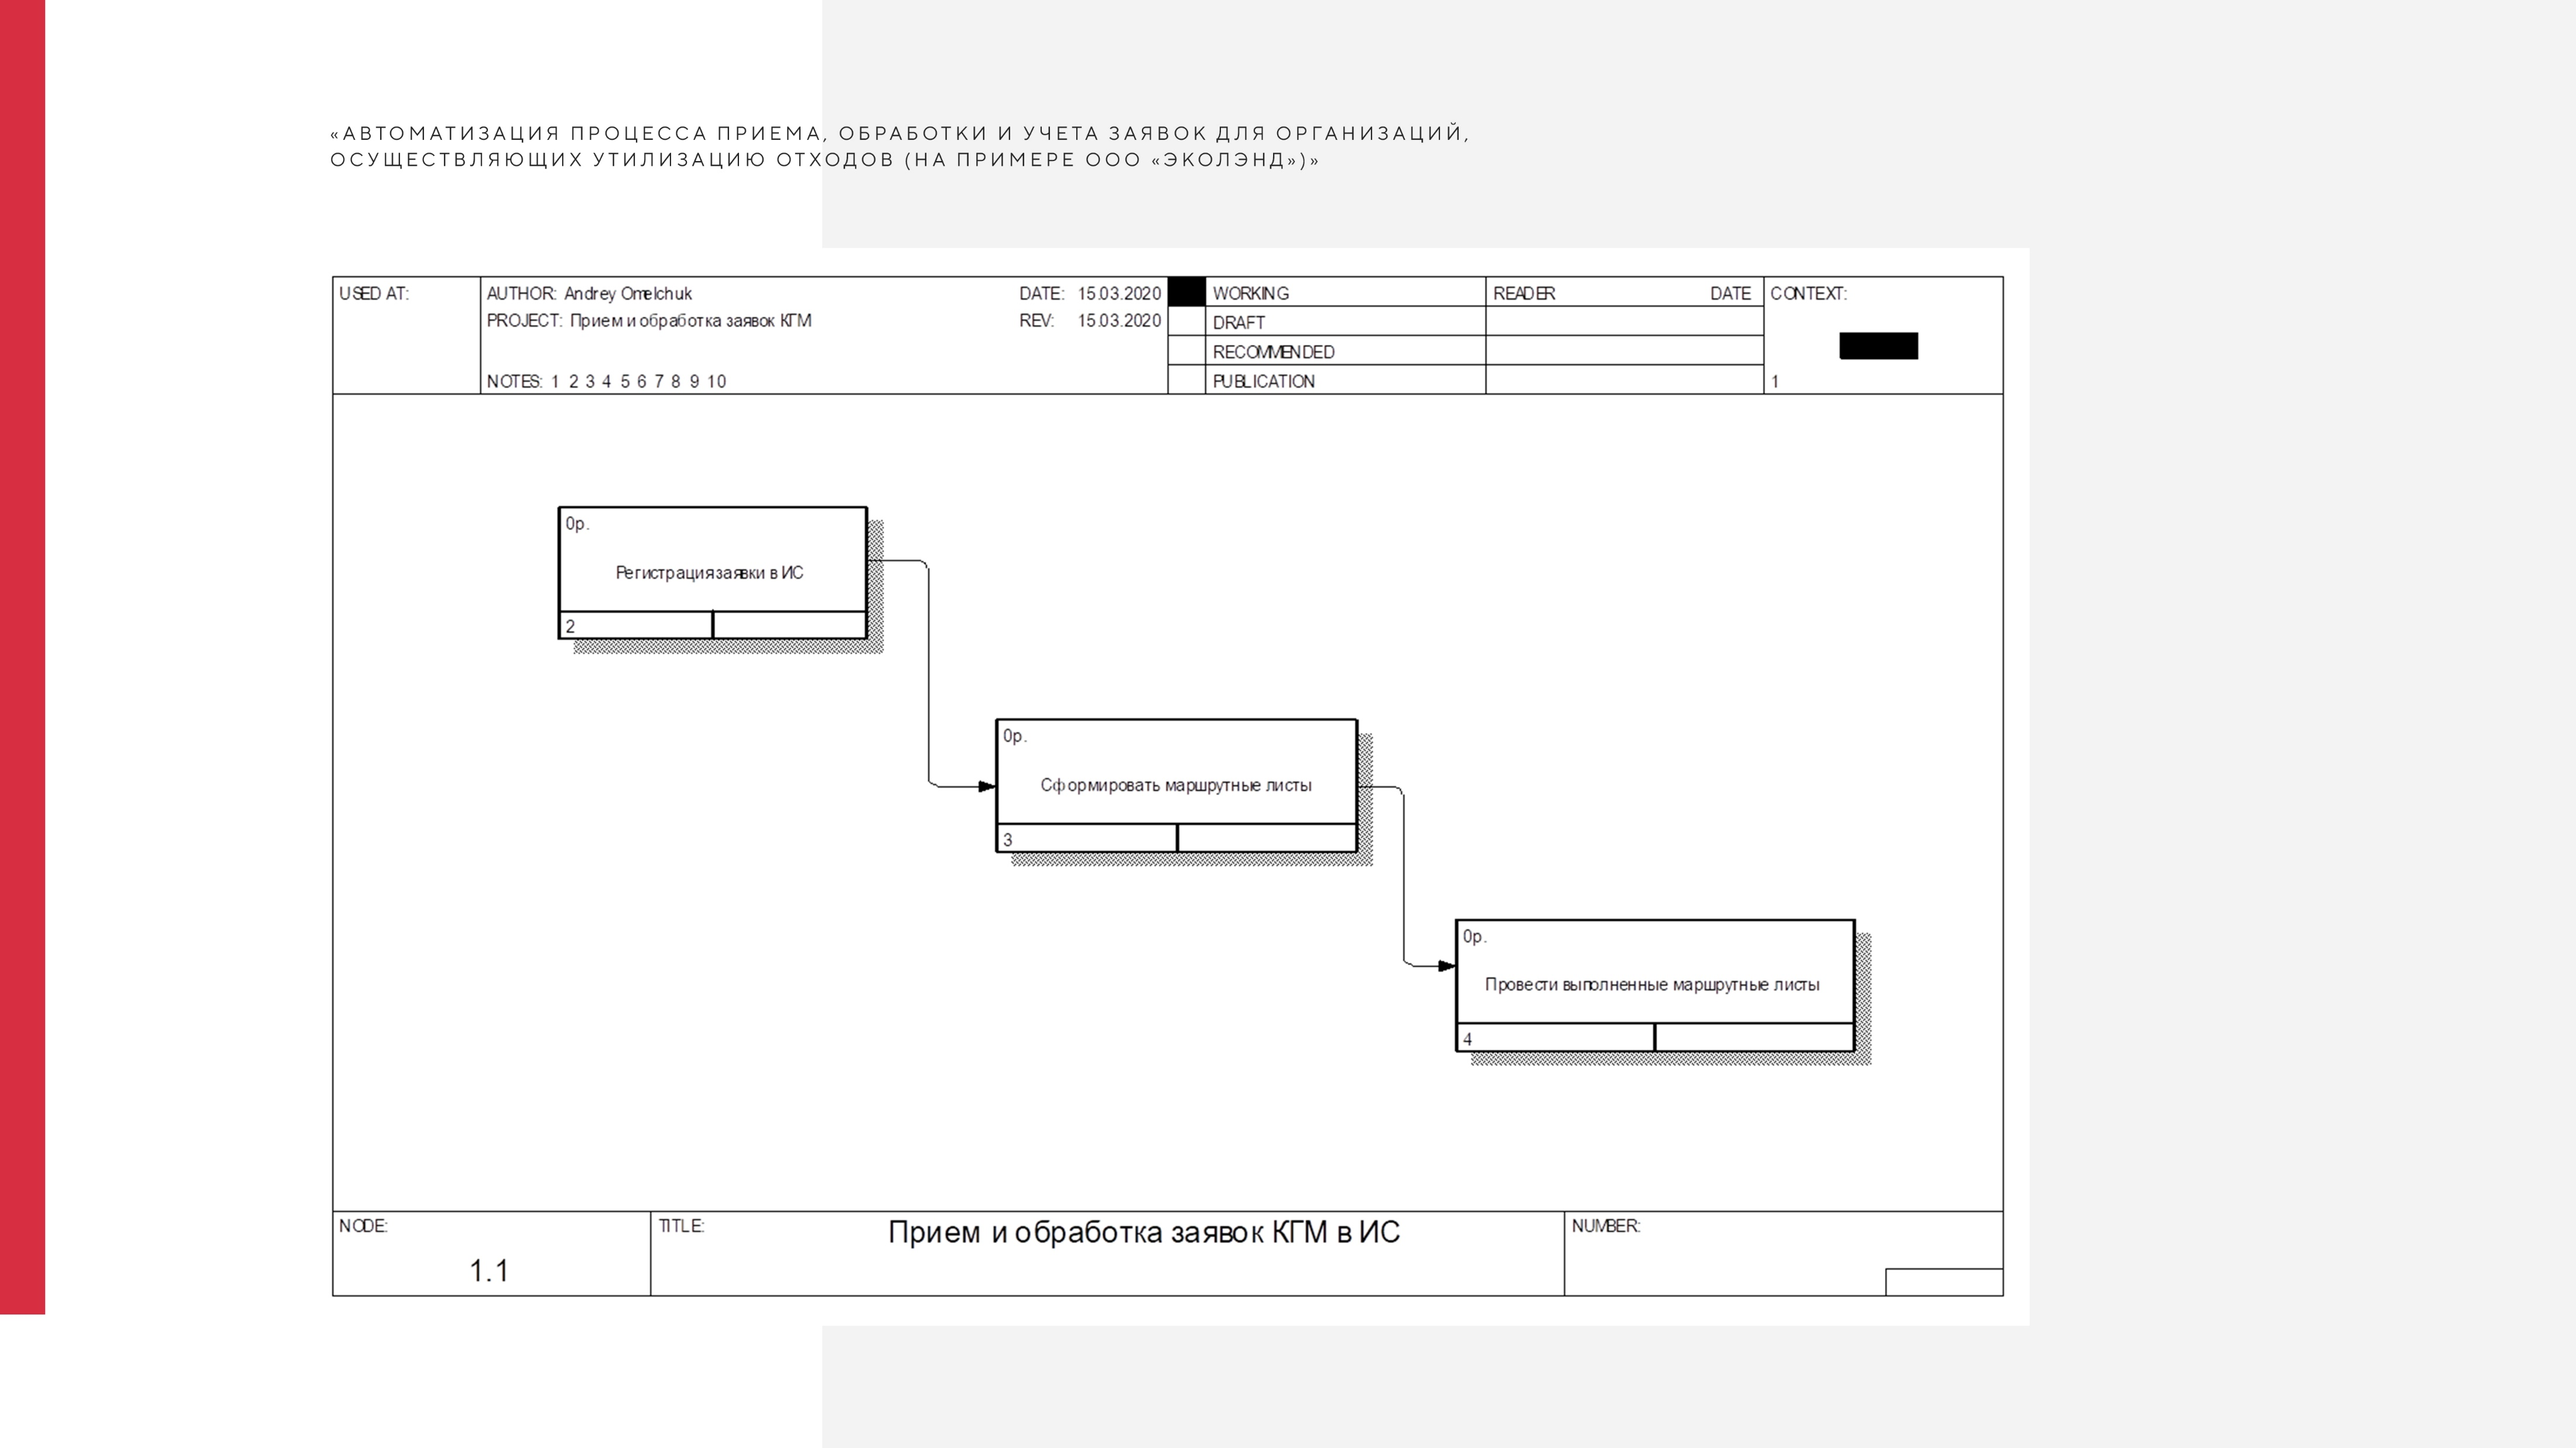 «АВТОМАТИЗАЦИЯ ПРОЦЕССА ПРИЕМА, ОБРАБОТКИ И УЧЕТА ЗАЯВОК ДЛЯ ОРГАНИЗАЦИЙ,
ОСУЩЕСТВЛЯЮЩИХ УТИЛИЗАЦИЮ ОТХОДОВ (НА ПРИМЕРЕ ООО «ЭКОЛЭНД»)»
USED AT:
AUTHOR: Andrey Omelchuk
DATE: 15.03.2020
PROJECT: Прием и обработка заявок КГМ
REV: 15.03.2020
NOTES: 1 2 3 4 5 6 7 8 9 10
WORKING
DRAFT
RECOMMENDED
PUBLICATION
READER DATE
CONTEXT:
1
0р.
Регистрация заявки в ИС
2
0р.
Сформировать маршрутные листы
3
0р.
Провести выполненные маршрутные листы
4
NODE:
1.1
TITLE:
Прием и обработка заявок КГМ в ИС
NUMBER: